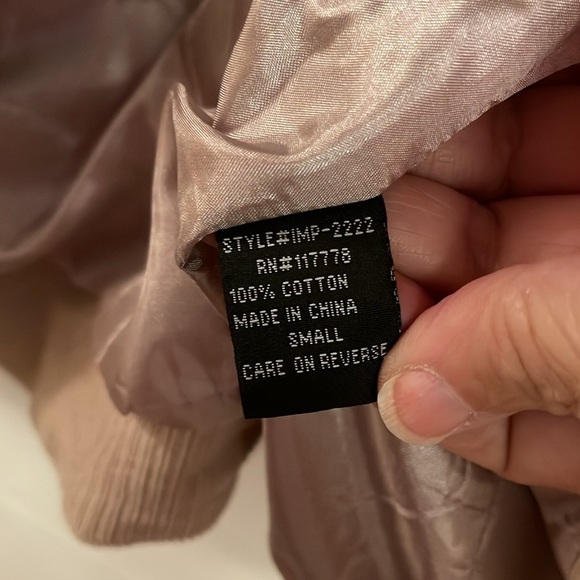 STYLE#IMP-2222
RN#117778
100% COTTON
MADE IN CHINA
SMALL
CARE ON REVERSE